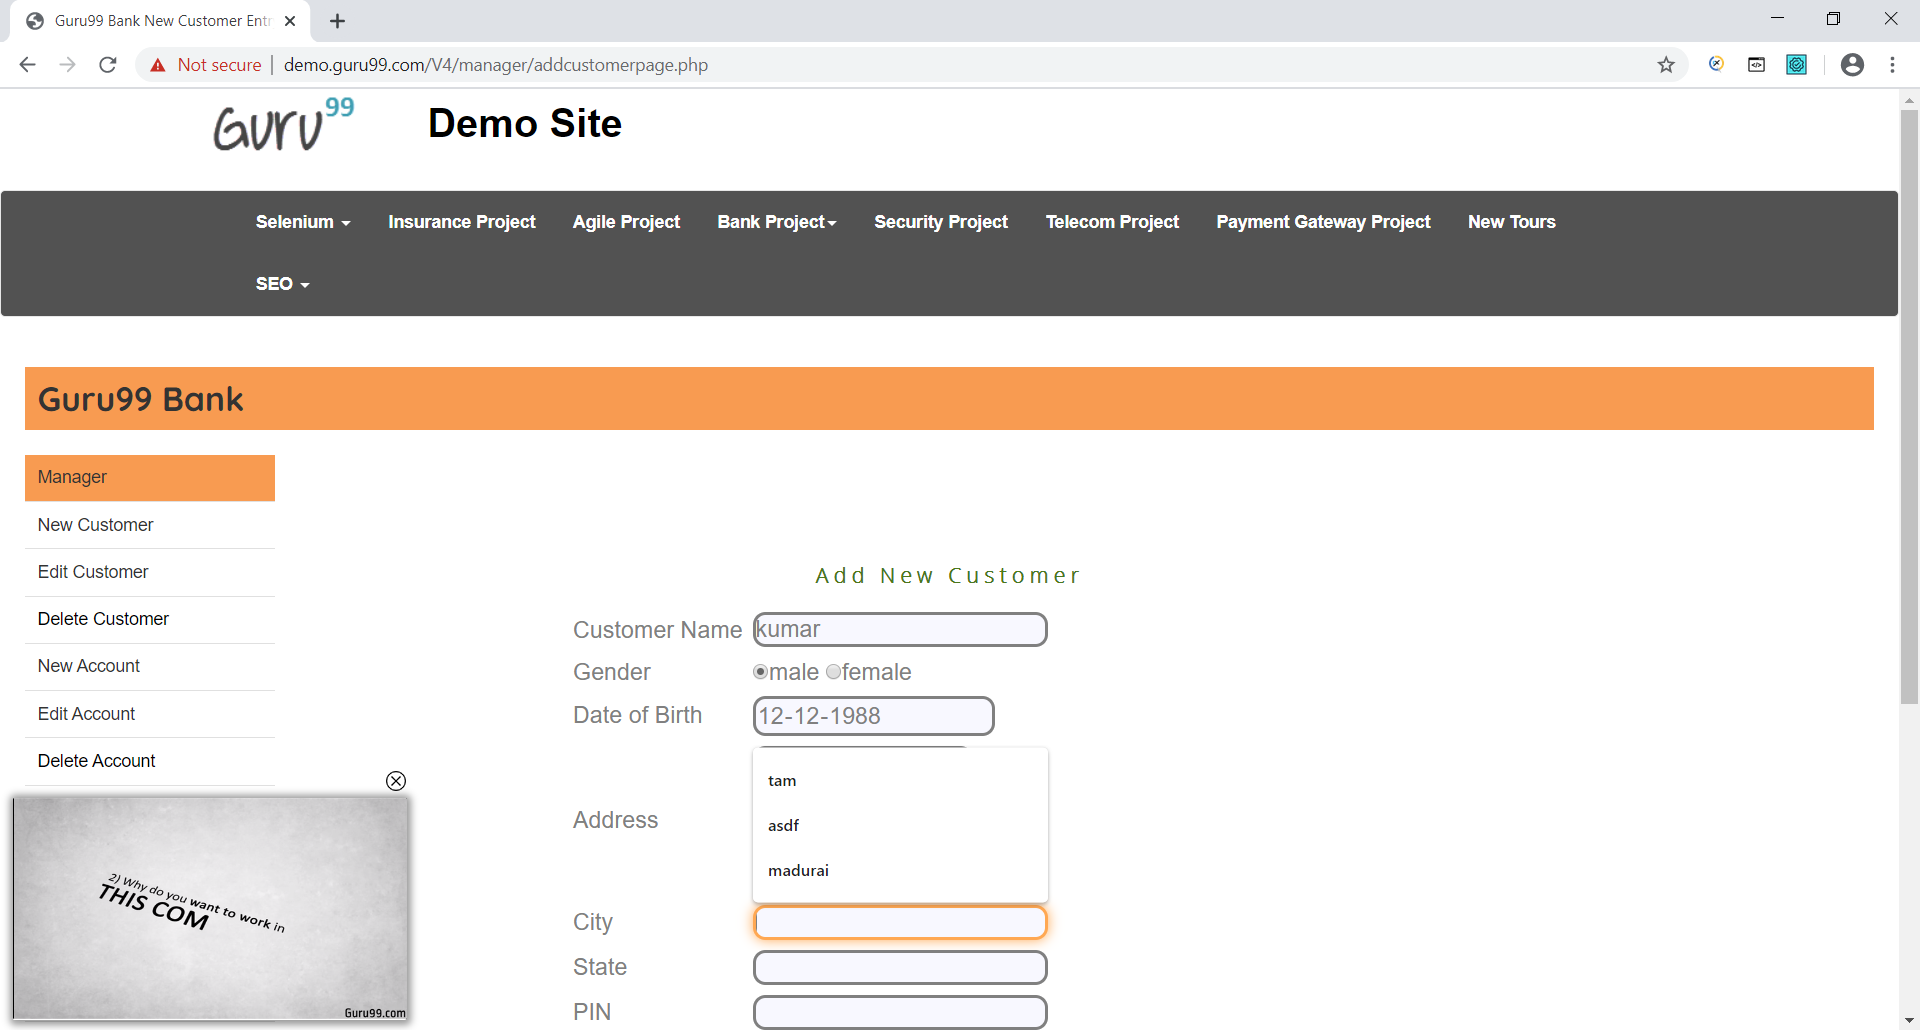 Guru99 Bank New Customer Entr
Not secure | demo.guru99.com/V4/manager/addcustomerpage.php
Guru99 Demo Site
Selenium Insurance Project Agile Project Bank Project Security Project Telecom Project Payment Gateway Project New Tours
SEO
Guru99 Bank
Manager
New Customer
Edit Customer
Delete Customer
New Account
Edit Account
Delete Account
Add New Customer
Customer Name kumar
Gender male female
Date of Birth 12-12-1988
Address
tam
asdf
madurai
City
State
PIN
2) Why do you want to work in
THIS COM
Guru99.com